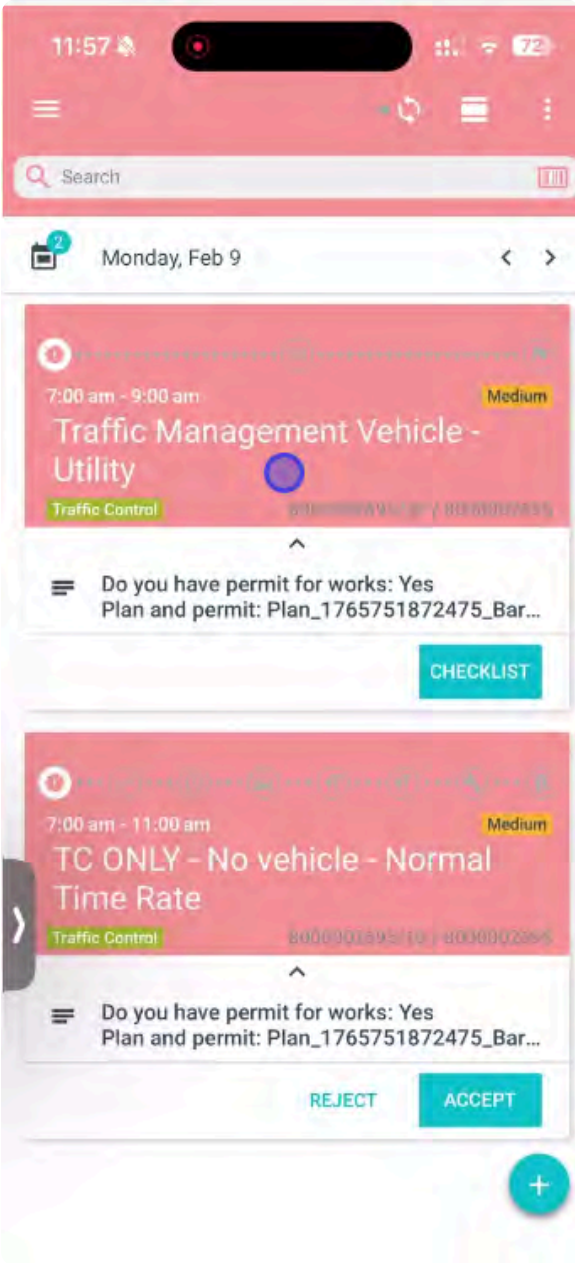 11:57
72
Search
2
Monday, Feb 9
7:00 am - 9:00 am
Medium
Traffic Management Vehicle -
Utility
Traffic Control
Do you have permit for works: Yes
Plan and permit: Plan_1765751872475_Bar...
CHECKLIST
7:00 am - 11:00 am
Medium
TC ONLY - No vehicle - Normal
Time Rate
Traffic Control
Do you have permit for works: Yes
Plan and permit: Plan_1765751872475_Bar...
REJECT
ACCEPT